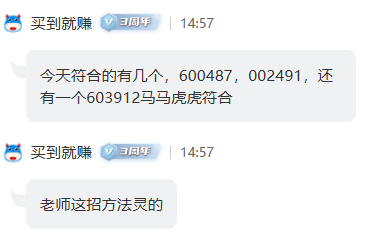 买到就赚 V 3周年 | 14:57
今天符合的有几个，600487，002491，还
有一个603912马马虎虎符合
买到就赚 V 3周年 | 14:57
老师这招方法灵的